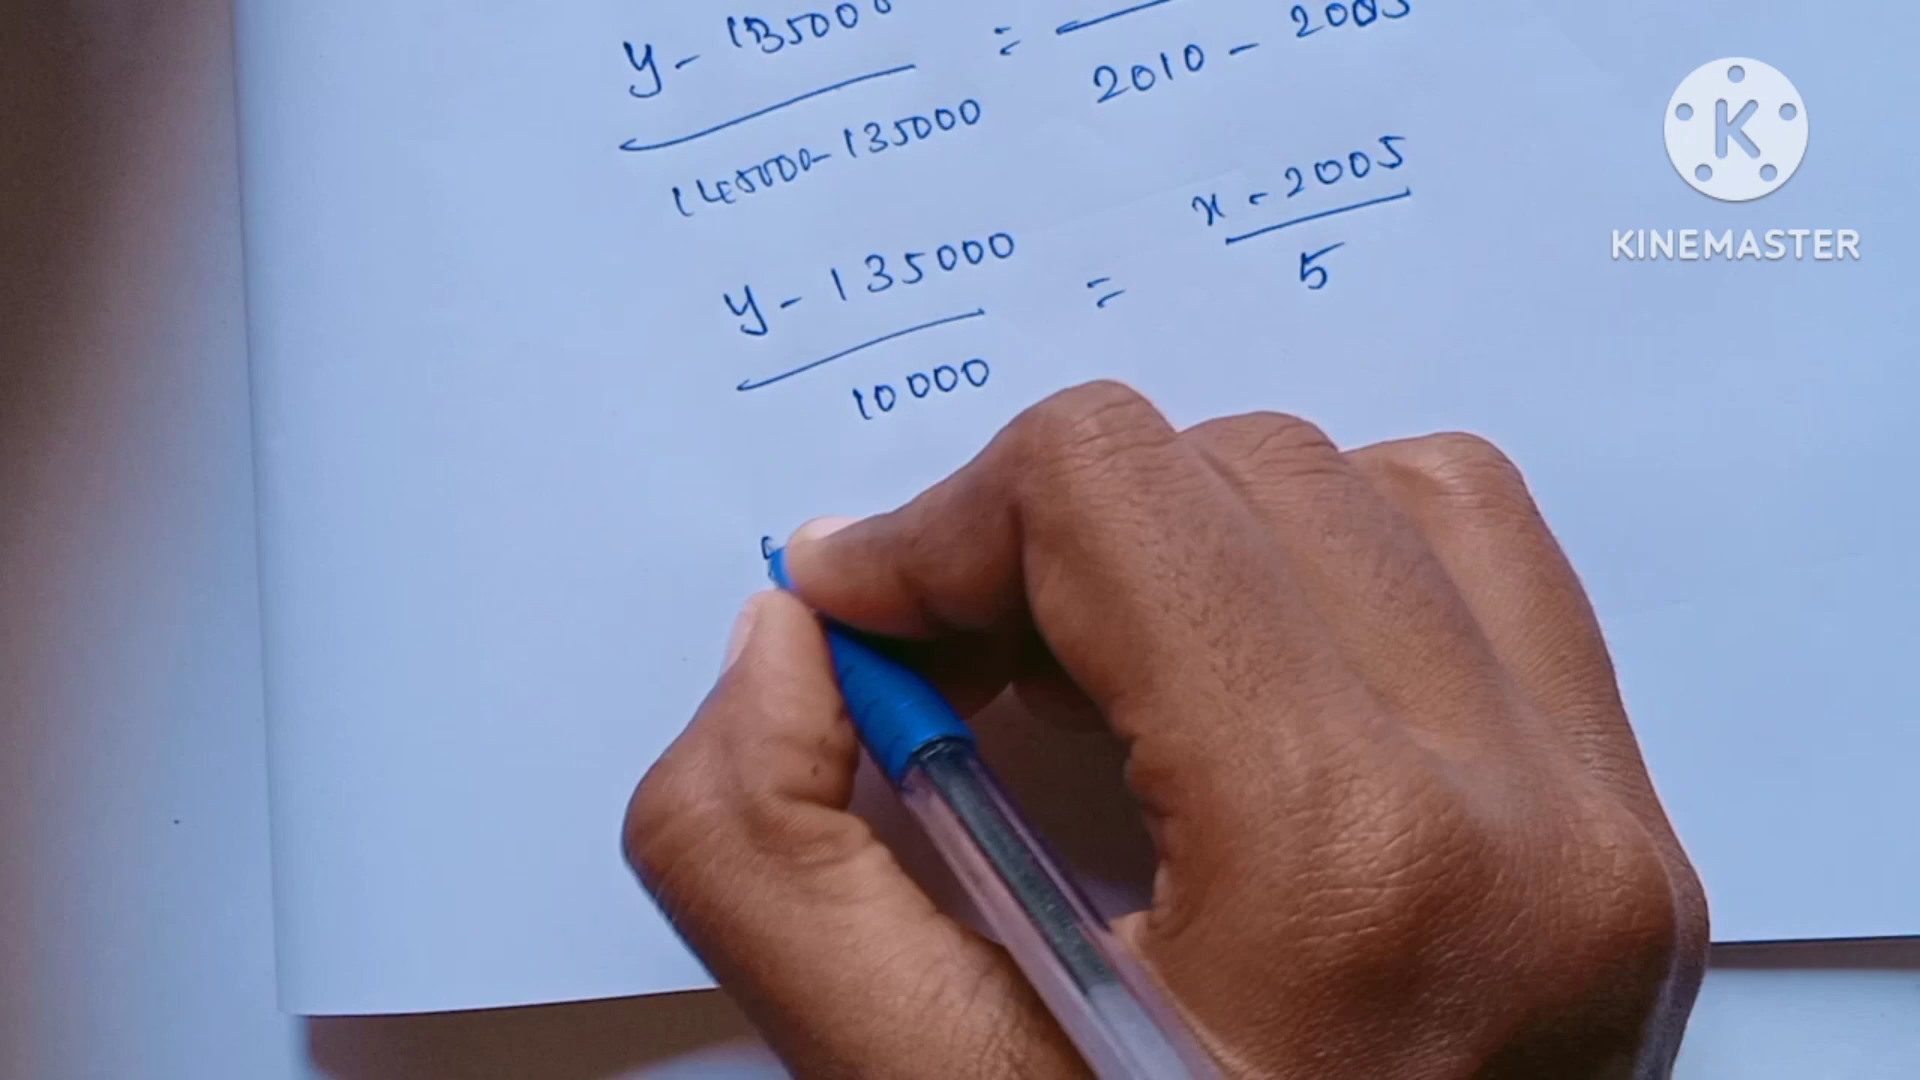 y - 135000 = 2010 - 2005
145000 - 135000
y - 135000 = x - 2005
10000 5
K
KINEMASTER